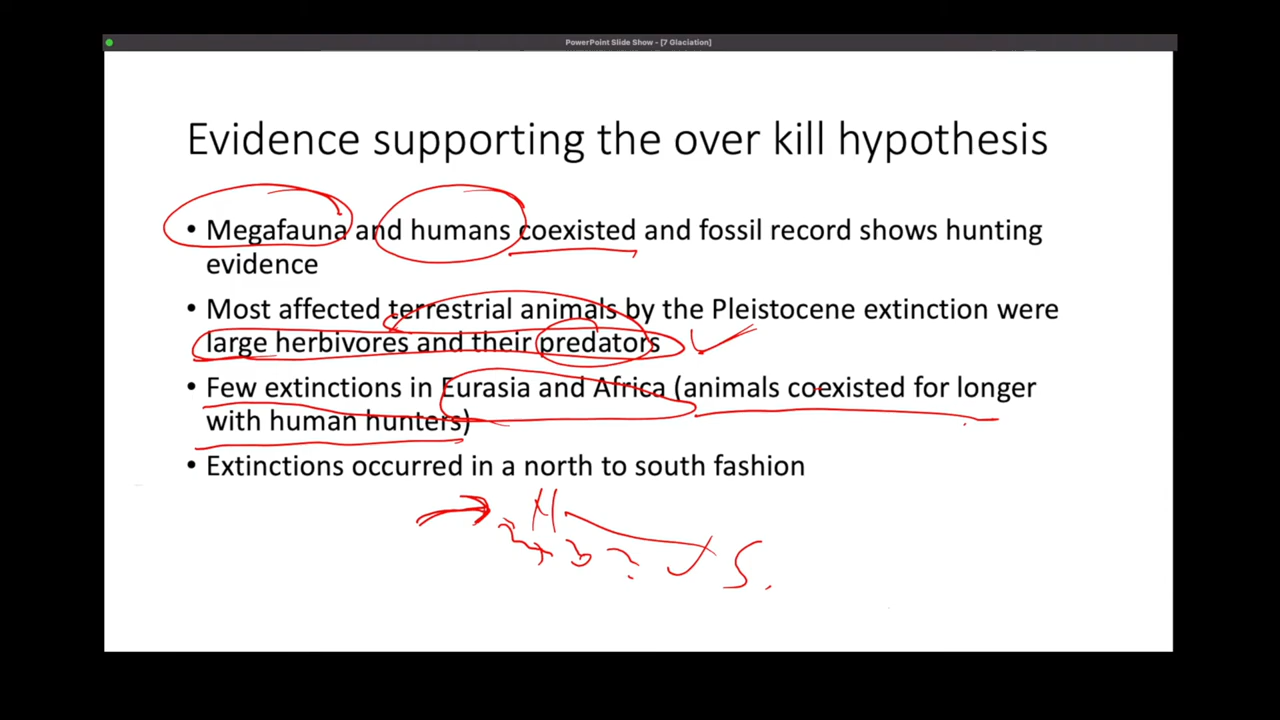 PowerPoint Slide Show - [7 Glaciation]
Evidence supporting the over kill hypothesis
• Megafauna and humans coexisted and fossil record shows hunting
evidence
• Most affected terrestrial animals by the Pleistocene extinction were
large herbivores and their predators
• Few extinctions in Eurasia and Africa (animals coexisted for longer
with human hunters)
• Extinctions occurred in a north to south fashion
S.